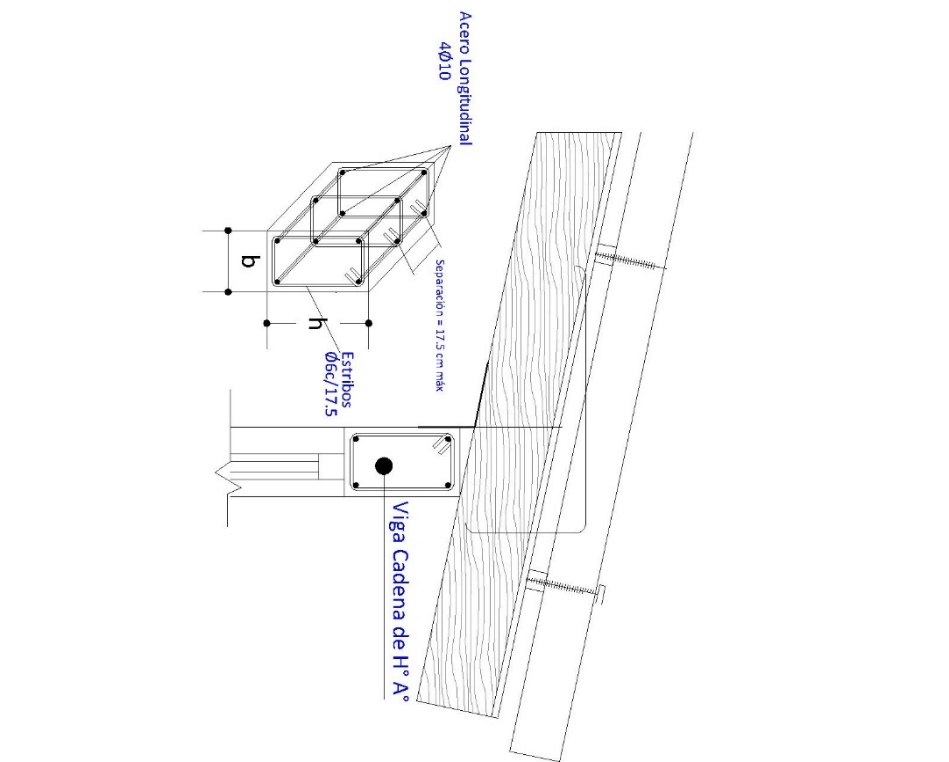 Acero Longitudinal
4Ø10
Separación = 17.5 cm máx
b
h
Estribos
Ø6c/17.5
Viga Cadena de H° A°